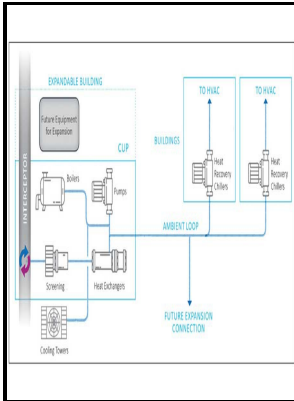 EXPANDABLE BUILDING
Future Equipment
for Expansion
CUP
INTERCEPTOR
Boilers
Pumps
Screening
Heat Exchangers
Cooling Towers
BUILDINGS
TO HVAC
Heat
Recovery
Chillers
TO HVAC
Heat
Recovery
Chillers
AMBIENT LOOP
FUTURE EXPANSION
CONNECTION